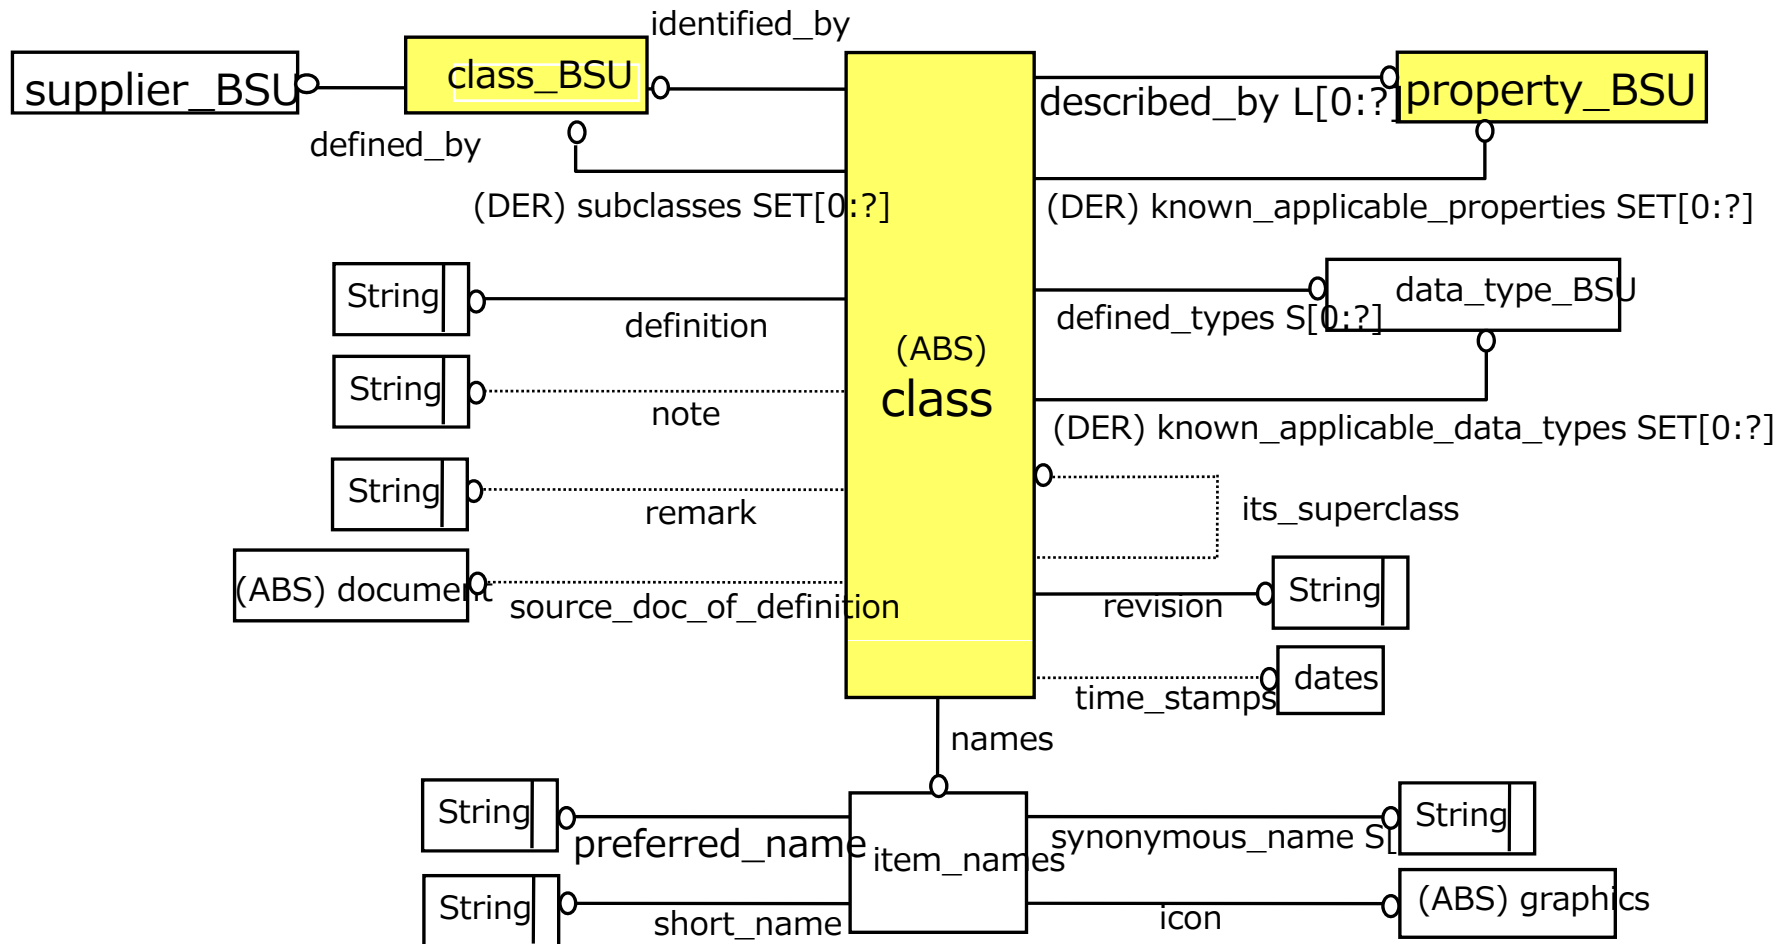 identified_by
supplier_BSU
class_BSU
described_by L[0:?]
property_BSU
defined_by
(DER) subclasses SET[0:?]
(DER) known_applicable_properties SET[0:?]
String
definition
data_type_BSU
defined_types S[0:?]
(ABS)
class
String
note
(DER) known_applicable_data_types SET[0:?]
String
remark
its_superclass
(ABS) document
source_doc_of_definition
revision
String
time_stamps
dates
names
String
preferred_name
item_names
synonymous_name S[
String
String
short_name
icon
(ABS) graphics